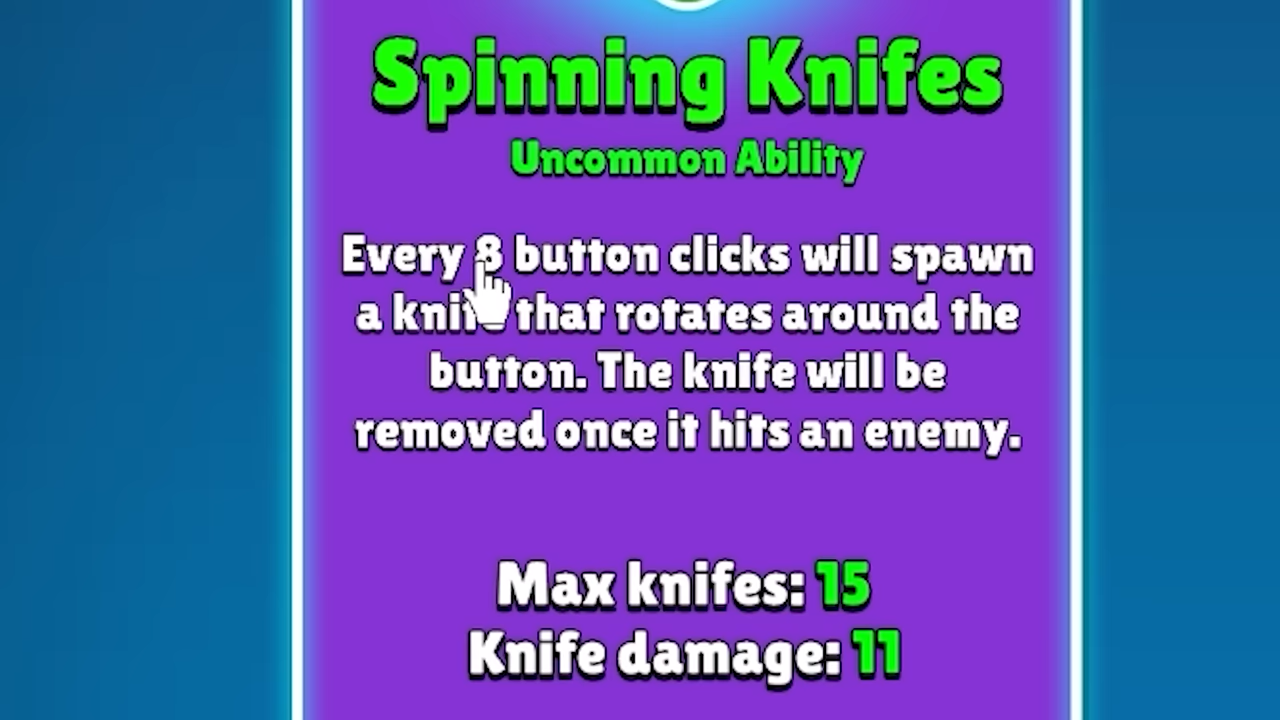 Spinning Knifes
Uncommon Ability
Every 8 button clicks will spawn
a knife that rotates around the
button. The knife will be
removed once it hits an enemy.
Max knifes: 15
Knife damage: 11